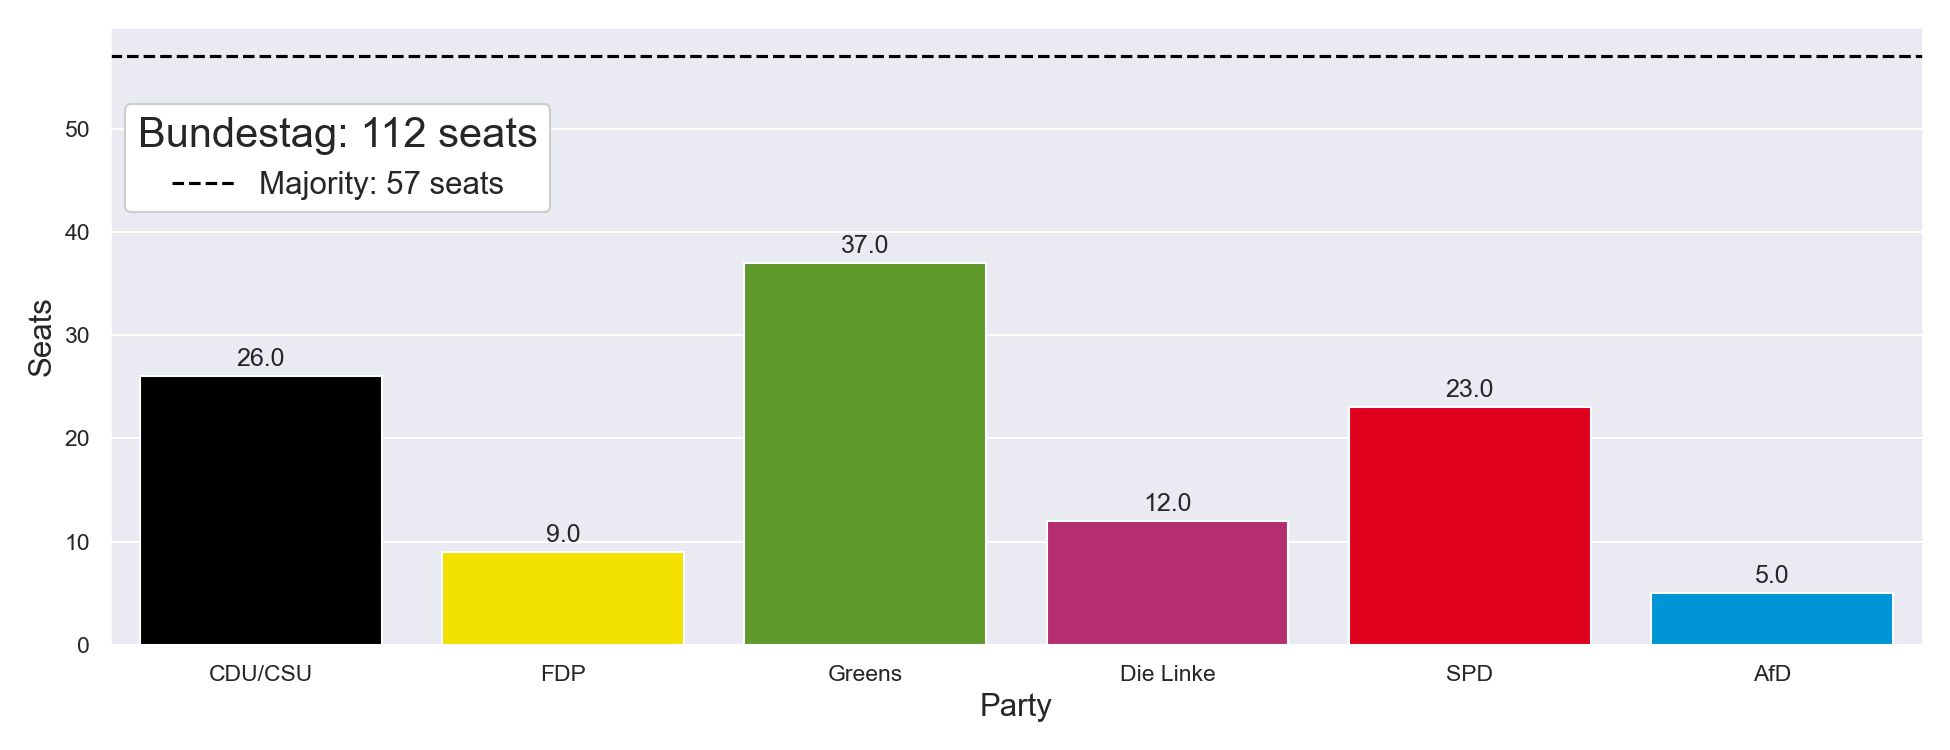 Bundestag: 112 seats
Majority: 57 seats
Seats
50
40
30
20
10
0
26.0
9.0
37.0
12.0
23.0
5.0
CDU/CSU
FDP
Greens
Die Linke
SPD
AfD
Party